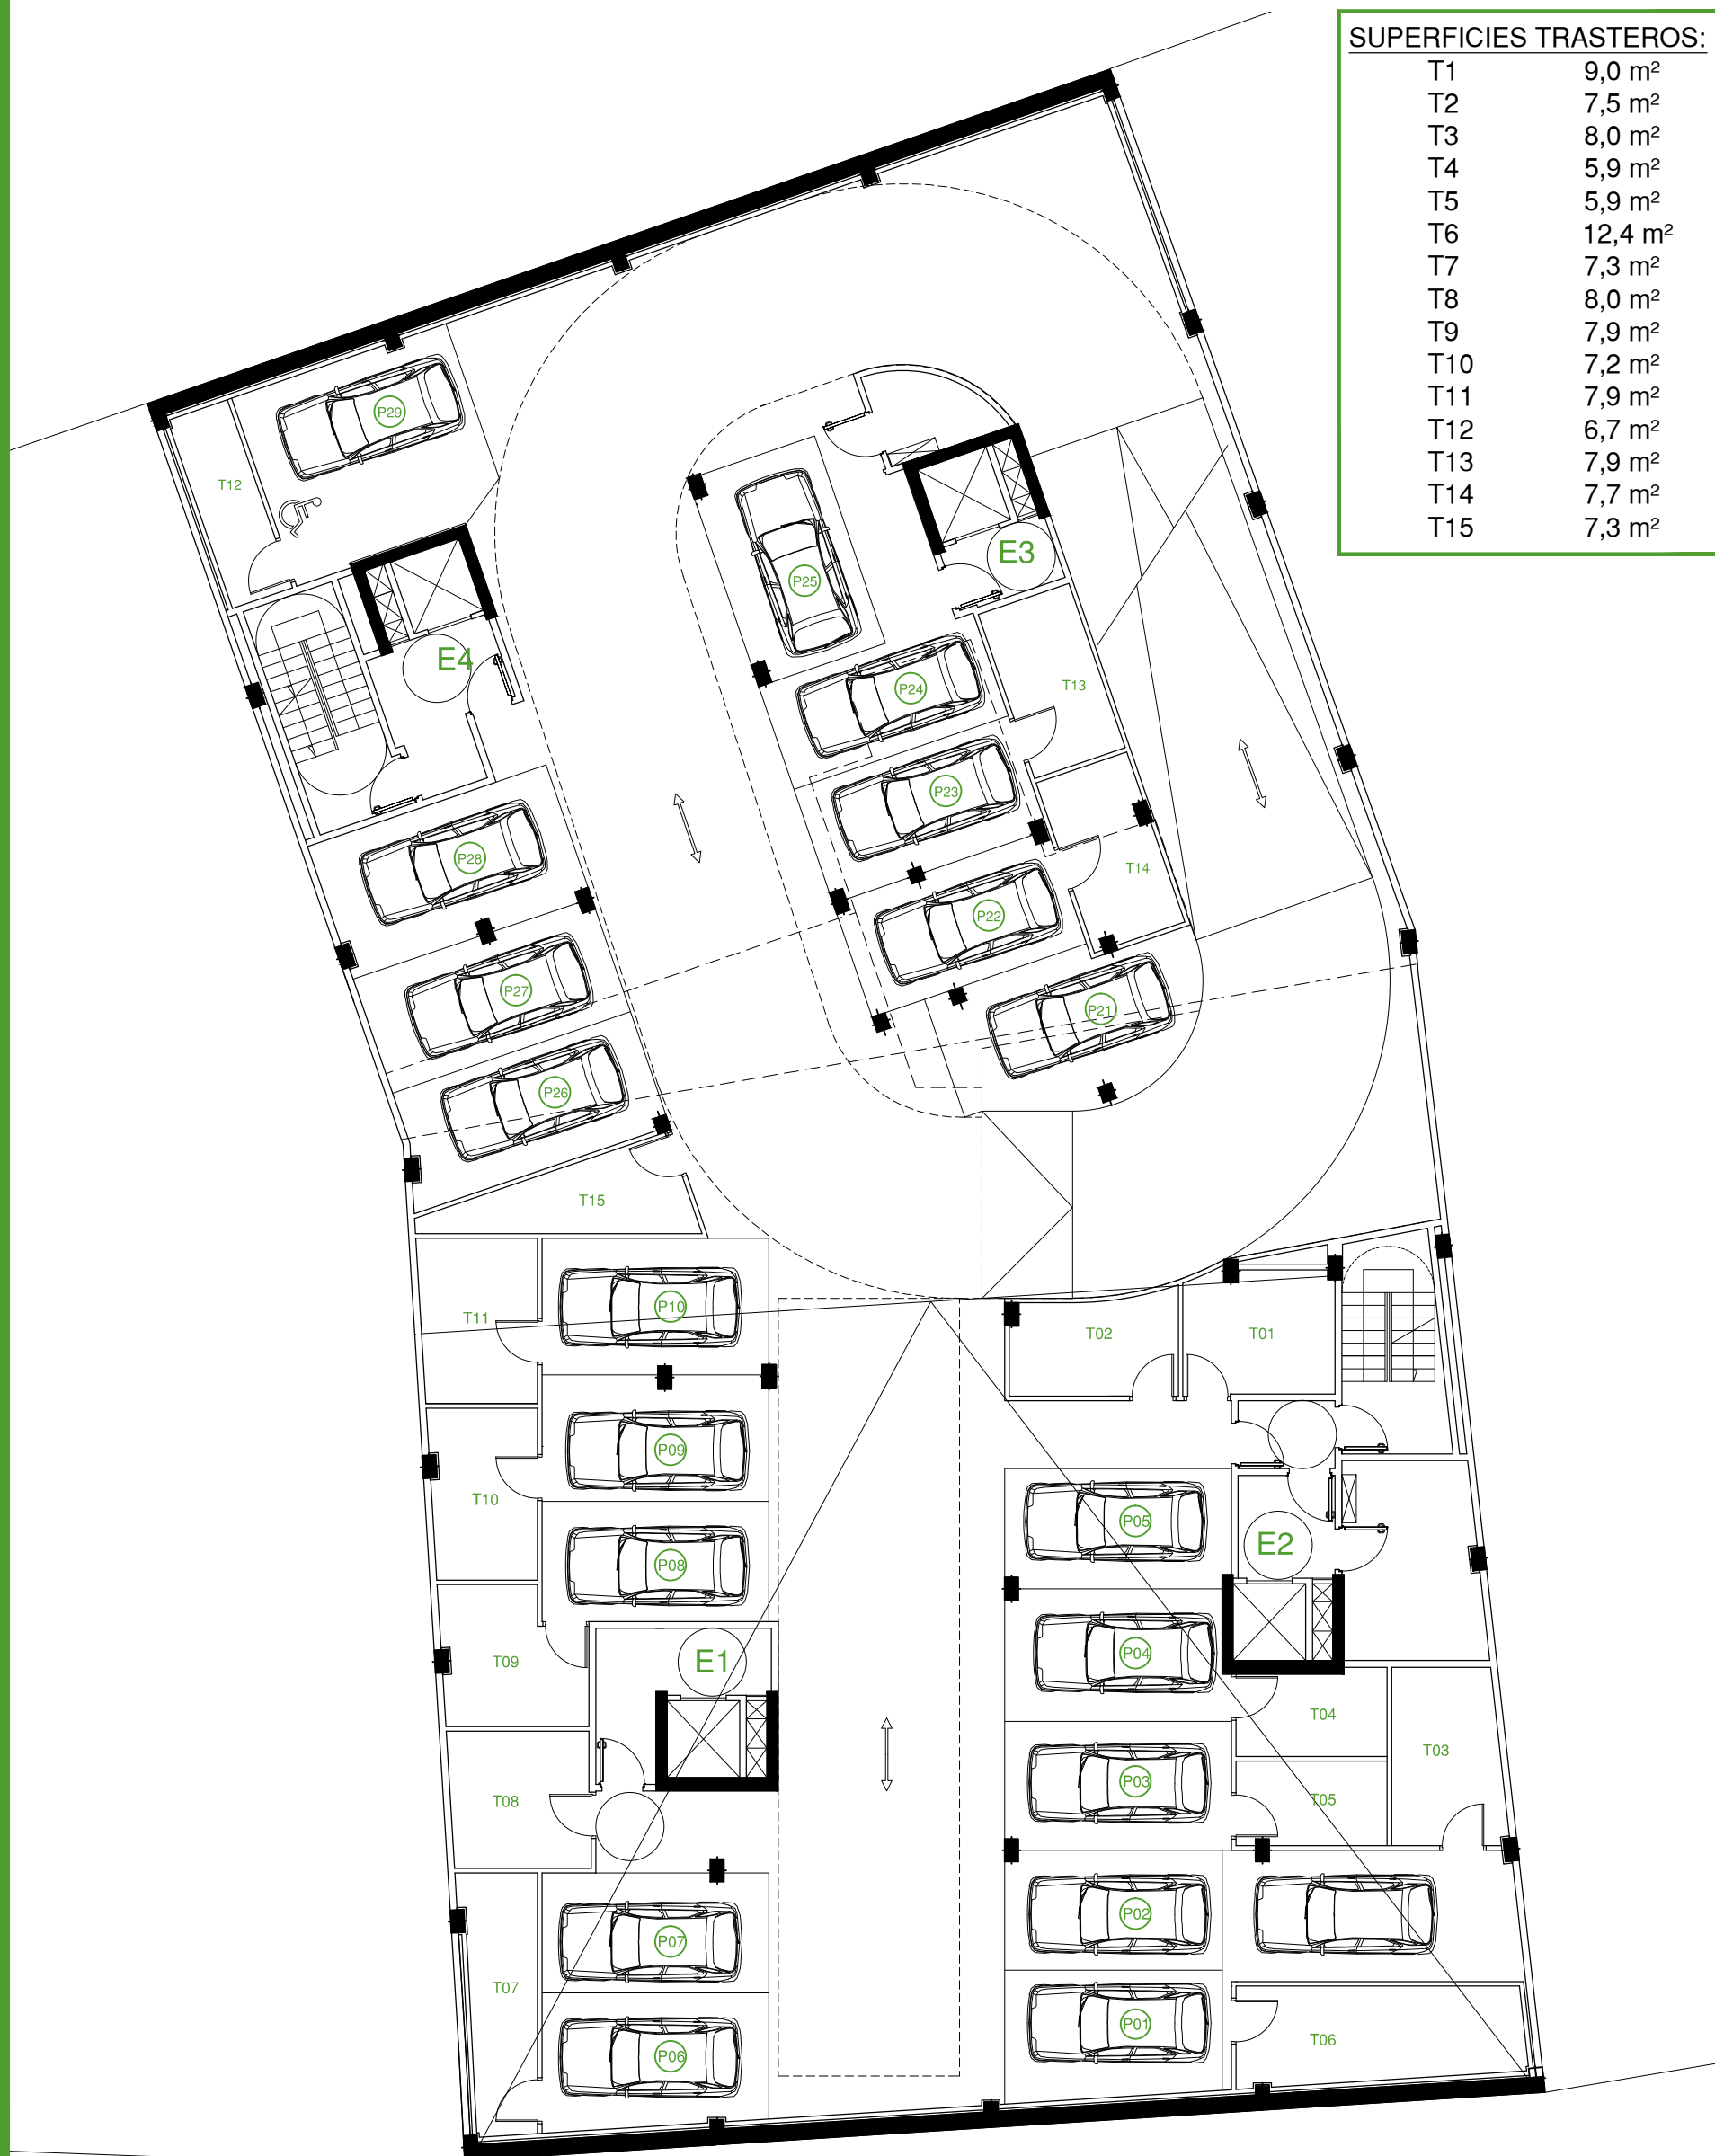 SUPERFICIES TRASTEROS:
T1 9,0 m²
T2 7,5 m²
T3 8,0 m²
T4 5,9 m²
T5 5,9 m²
T6 12,4 m²
T7 7,3 m²
T8 8,0 m²
T9 7,9 m²
T10 7,2 m²
T11 7,9 m²
T12 6,7 m²
T13 7,9 m²
T14 7,7 m²
T15 7,3 m²
P29
T12
E3
P25
E4
T13
P24
P23
P28
T14
P22
P27
P21
P26
T15
P10
T11
T02
T01
P09
T10
P05
E2
P08
P04
T09
E1
T04
T03
P03
T05
T08
P02
P07
T07
P01
T06
P06